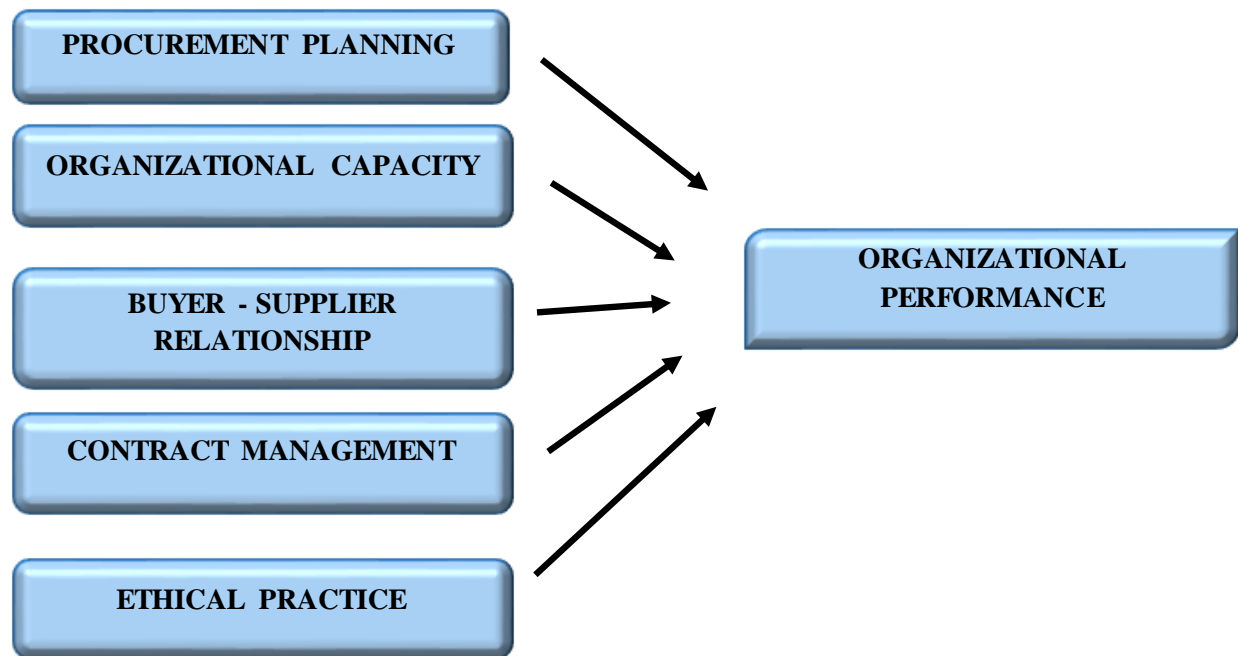 PROCUREMENT PLANNING
ORGANIZATIONAL CAPACITY
BUYER - SUPPLIER
RELATIONSHIP
CONTRACT MANAGEMENT
ETHICAL PRACTICE
ORGANIZATIONAL
PERFORMANCE